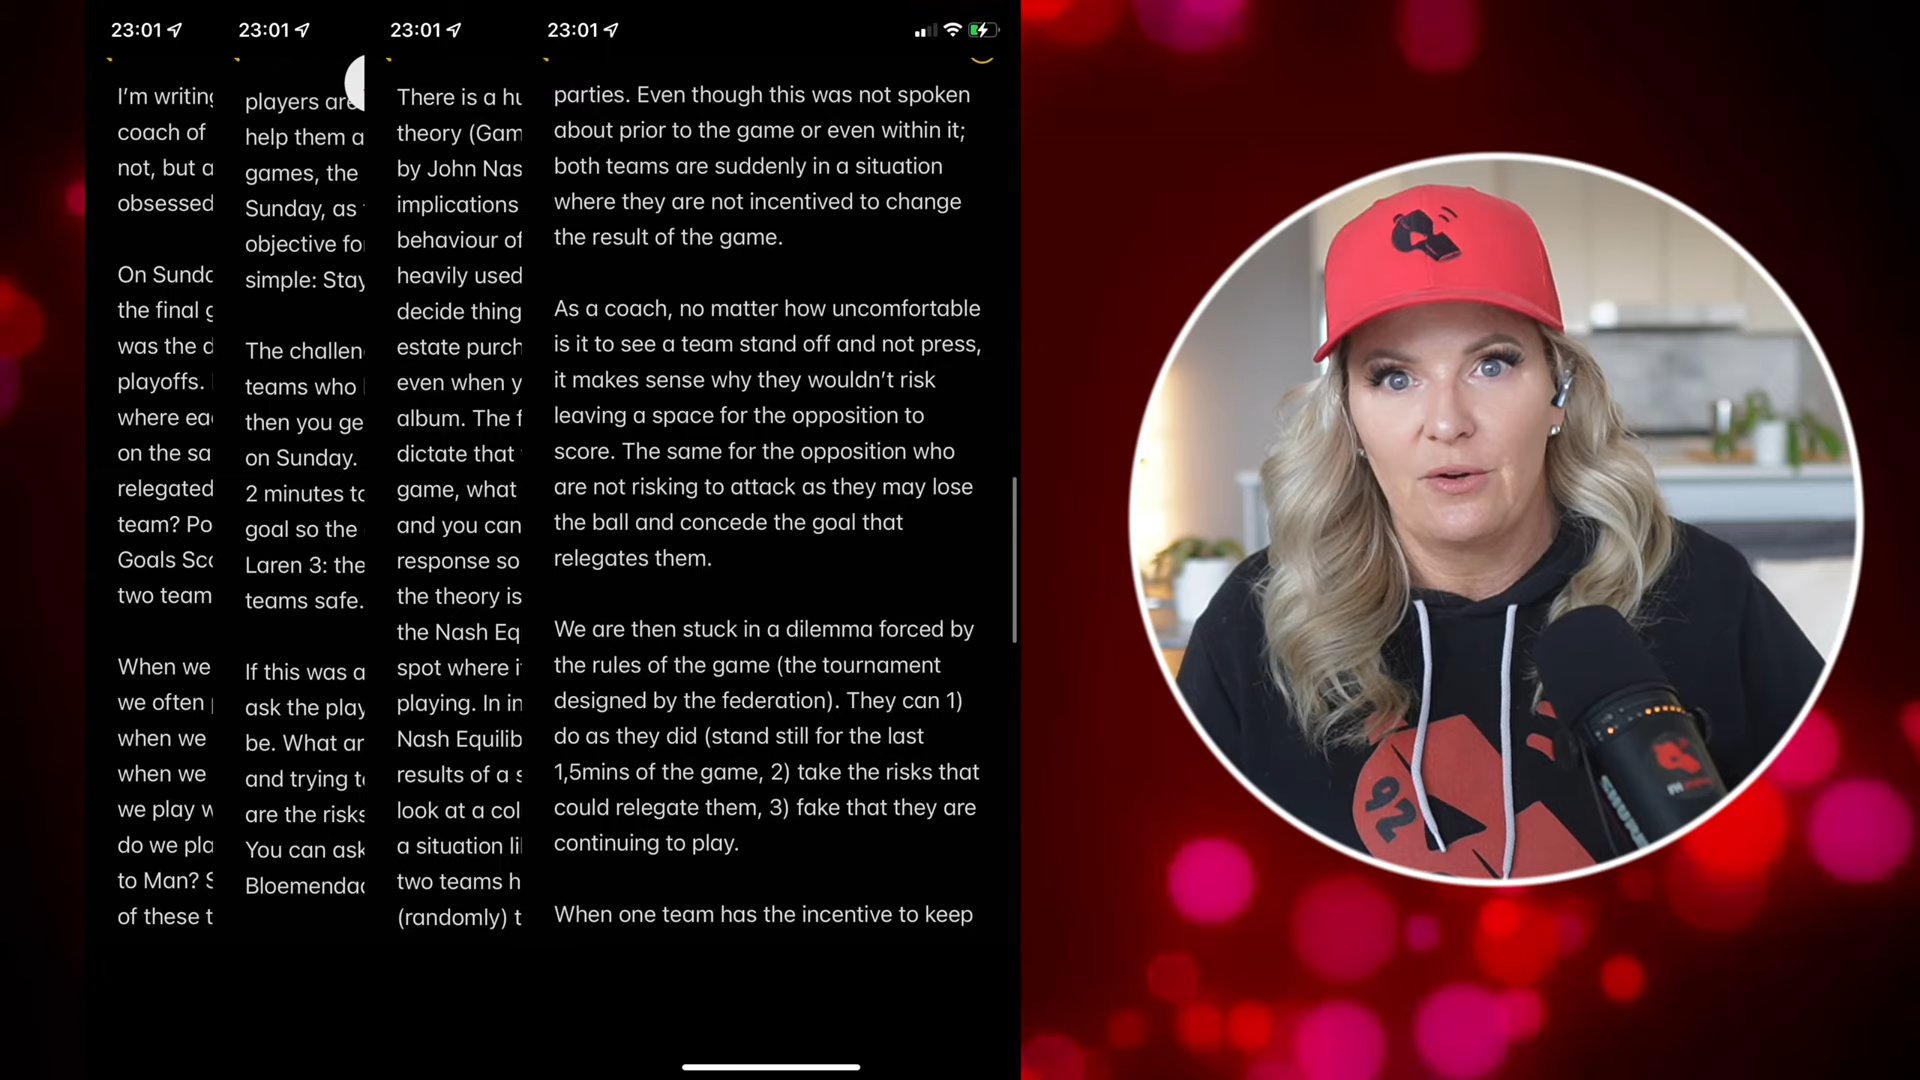 23:01
I'm writing
coach of
not, but a
obsessed
On Sunda
the final g
was the d
playoffs.
where eac
on the sa
relegated
team? Po
Goals Sco
two team
When we
we often
when we
when we
we play w
do we pla
to Man? S
of these t
23:01
players are
help them a
games, the
Sunday, as
objective fo
simple: Stay
The challen
teams who
then you ge
on Sunday.
2 minutes to
goal so the
Laren 3: the
teams safe.
If this was a
ask the play
be. What ar
and trying to
are the risks
You can ask
Bloemendaa
23:01
There is a hu
theory (Gam
by John Nas
implications
behaviour of
heavily used
decide thing
estate purch
even when y
album. The f
dictate that
game, what
and you can
response so
the theory is
the Nash Eq
spot where i
playing. In in
Nash Equilib
results of a s
look at a col
a situation li
two teams h
(randomly) t
23:01
parties. Even though this was not spoken
about prior to the game or even within it;
both teams are suddenly in a situation
where they are not incentived to change
the result of the game.
As a coach, no matter how uncomfortable
is it to see a team stand off and not press,
it makes sense why they wouldn't risk
leaving a space for the opposition to
score. The same for the opposition who
are not risking to attack as they may lose
the ball and concede the goal that
relegates them.
We are then stuck in a dilemma forced by
the rules of the game (the tournament
designed by the federation). They can 1)
do as they did (stand still for the last
1,5mins of the game, 2) take the risks that
could relegate them, 3) fake that they are
continuing to play.
When one team has the incentive to keep
92